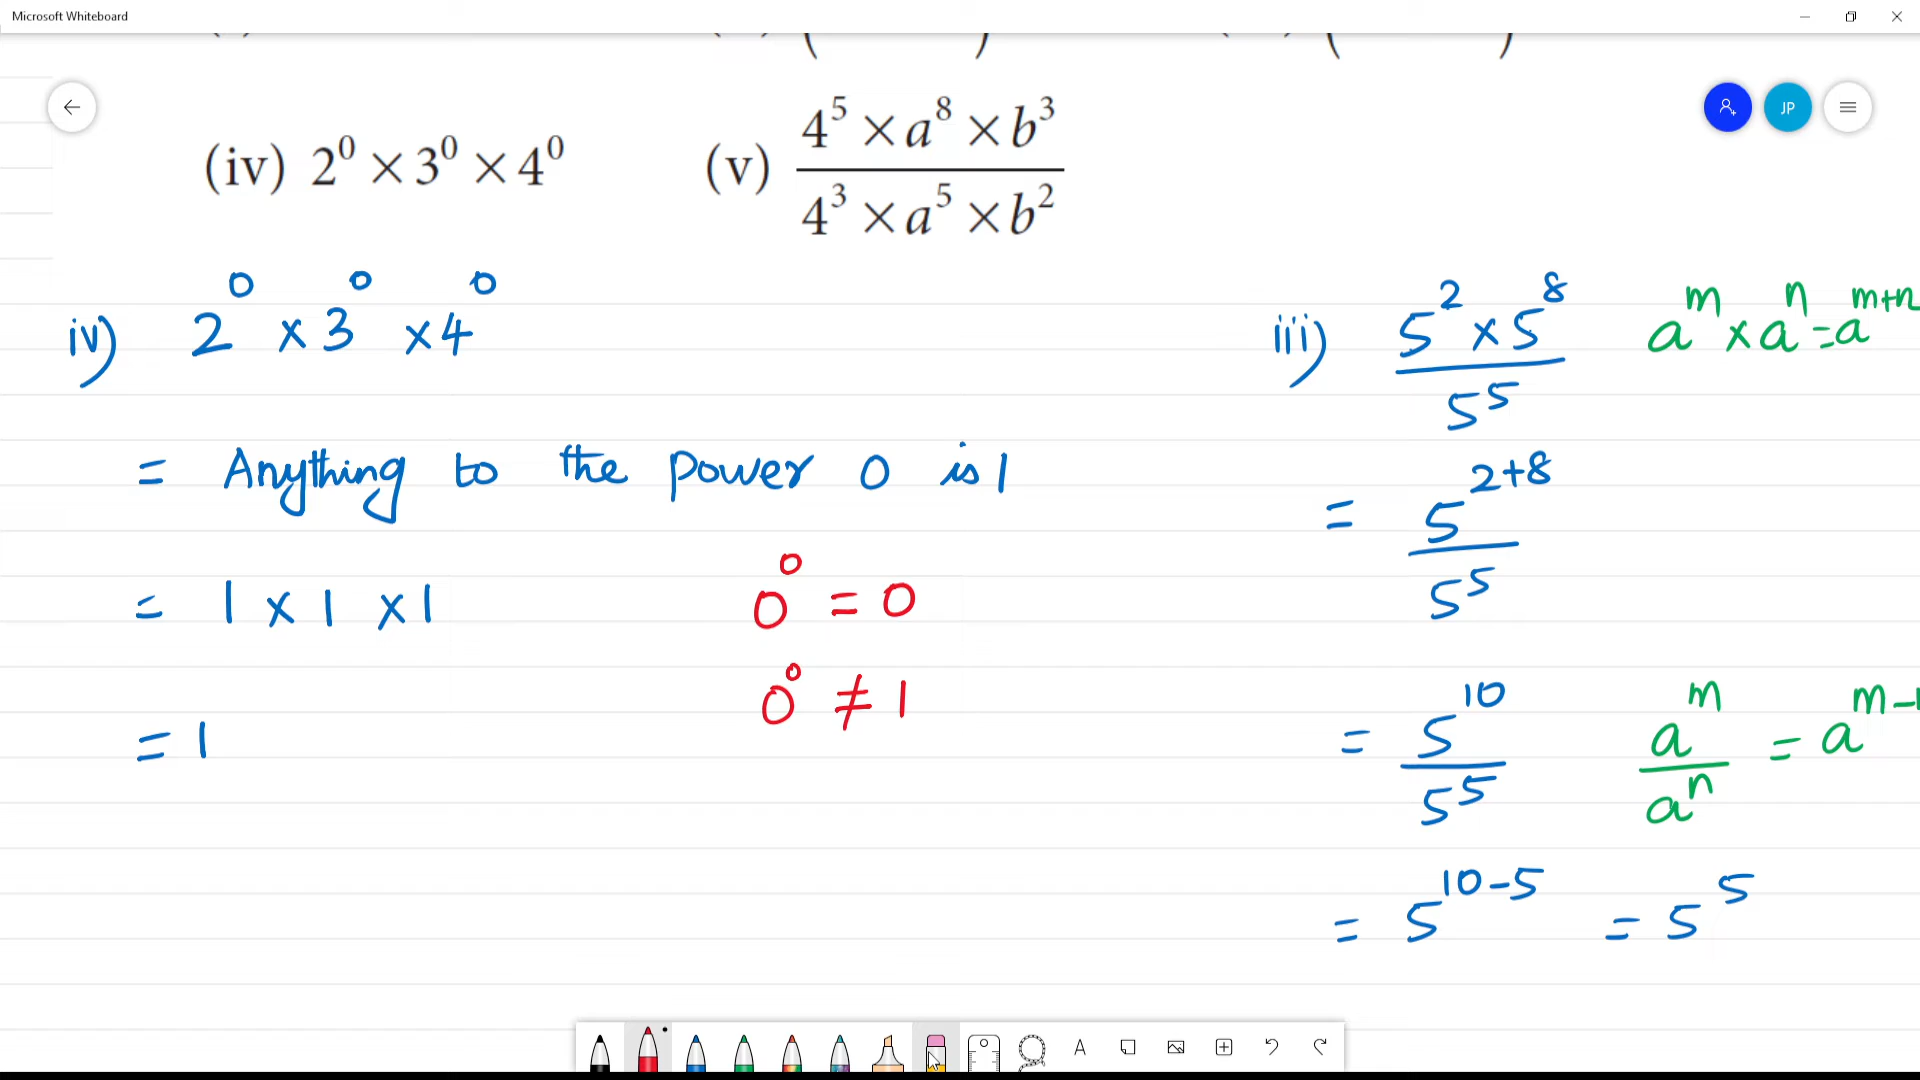 Microsoft Whiteboard
(iv) 2⁰ × 3⁰ × 4⁰
(v) 4⁵ × a⁸ × b³
4³ × a⁵ × b²
JP
iv) 2⁰ × 3⁰ × 4⁰
= Anything to the power 0 is 1
= 1 × 1 × 1
= 1
0⁰ = 0
0⁰ ≠ 1
iii) 5² × 5⁸
5⁵
aᵐ × aⁿ = aᵐ⁺ⁿ
= 5²⁺⁸
5⁵
= 5¹⁰
5⁵
aᵐ
aⁿ
= aᵐ⁻
= 5¹⁰⁻⁵ = 5⁵
A